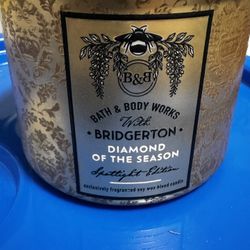 B&B
BATH & BODY WORKS
With
BRIDGERTON
DIAMOND
OF THE SEASON
Spotlight Edition
exclusively fragranced soy wax blend candle